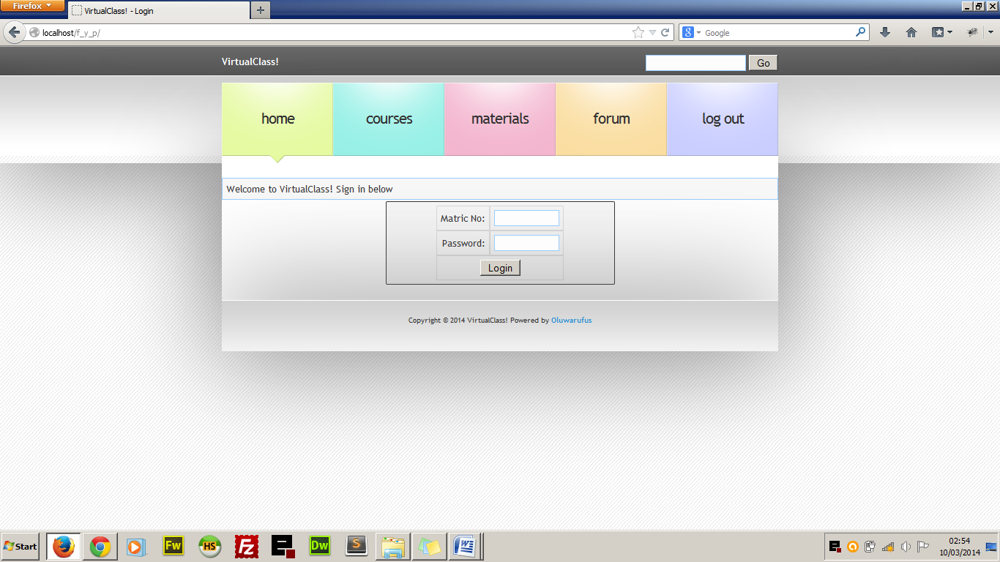 Firefox
VirtualClass! - Login
localhost/f_y_p/
Google
VirtualClass!
Go
home
courses
materials
forum
log out
Welcome to VirtualClass! Sign in below
Matric No:
Password:
Login
Copyright © 2014 VirtualClass! Powered by Oluwarufus
Start
Fw
HS
Fz
Dw
S
W
02:54
10/03/2014